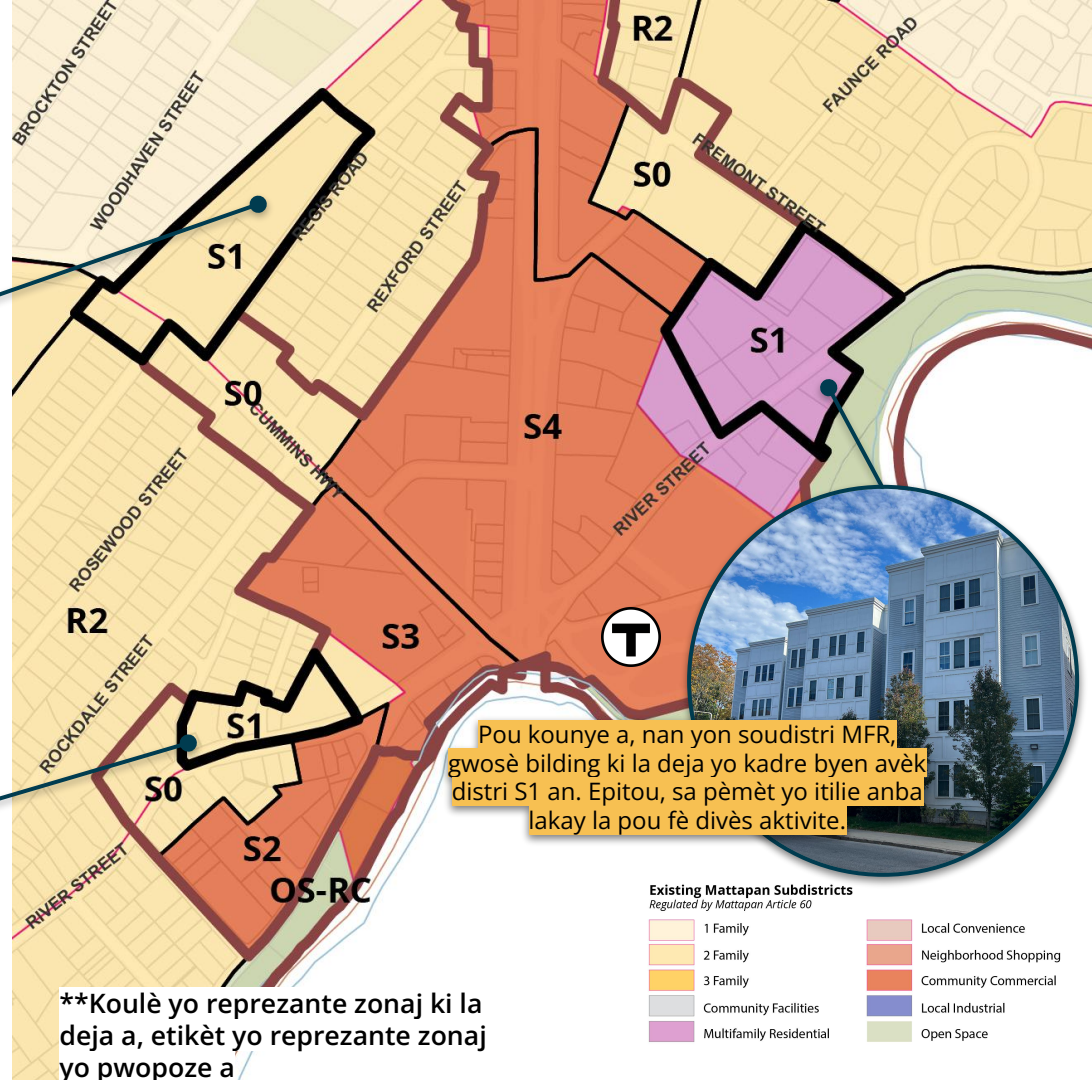 BROCKTON STREET
WOODHAVEN STREET
REGIS ROAD
REXFORD STREET
R2
FAUNCE ROAD
FREMONT STREET
S0
S1
S1
S0
CUMMINS HWY
S4
RIVER STREET
ROSEWOOD STREET
R2
ROCKDALE STREET
S3
T
S1
S0
S2
OS-RC
RIVER STREET
Pou kounye a, nan yon soudistri MFR,
gwosè bilding ki la deja yo kadre byen avèk
distri S1 an. Epitou, sa pèmèt yo itilie anba
lakay la pou fè divès aktivite.
Existing Mattapan Subdistricts
Regulated by Mattapan Article 60
1 Family
2 Family
3 Family
Community Facilities
Multifamily Residential
Local Convenience
Neighborhood Shopping
Community Commercial
Local Industrial
Open Space
**Koulè yo reprezante zonaj ki la
deja a, etikèt yo reprezante zonaj
yo pwopoze a